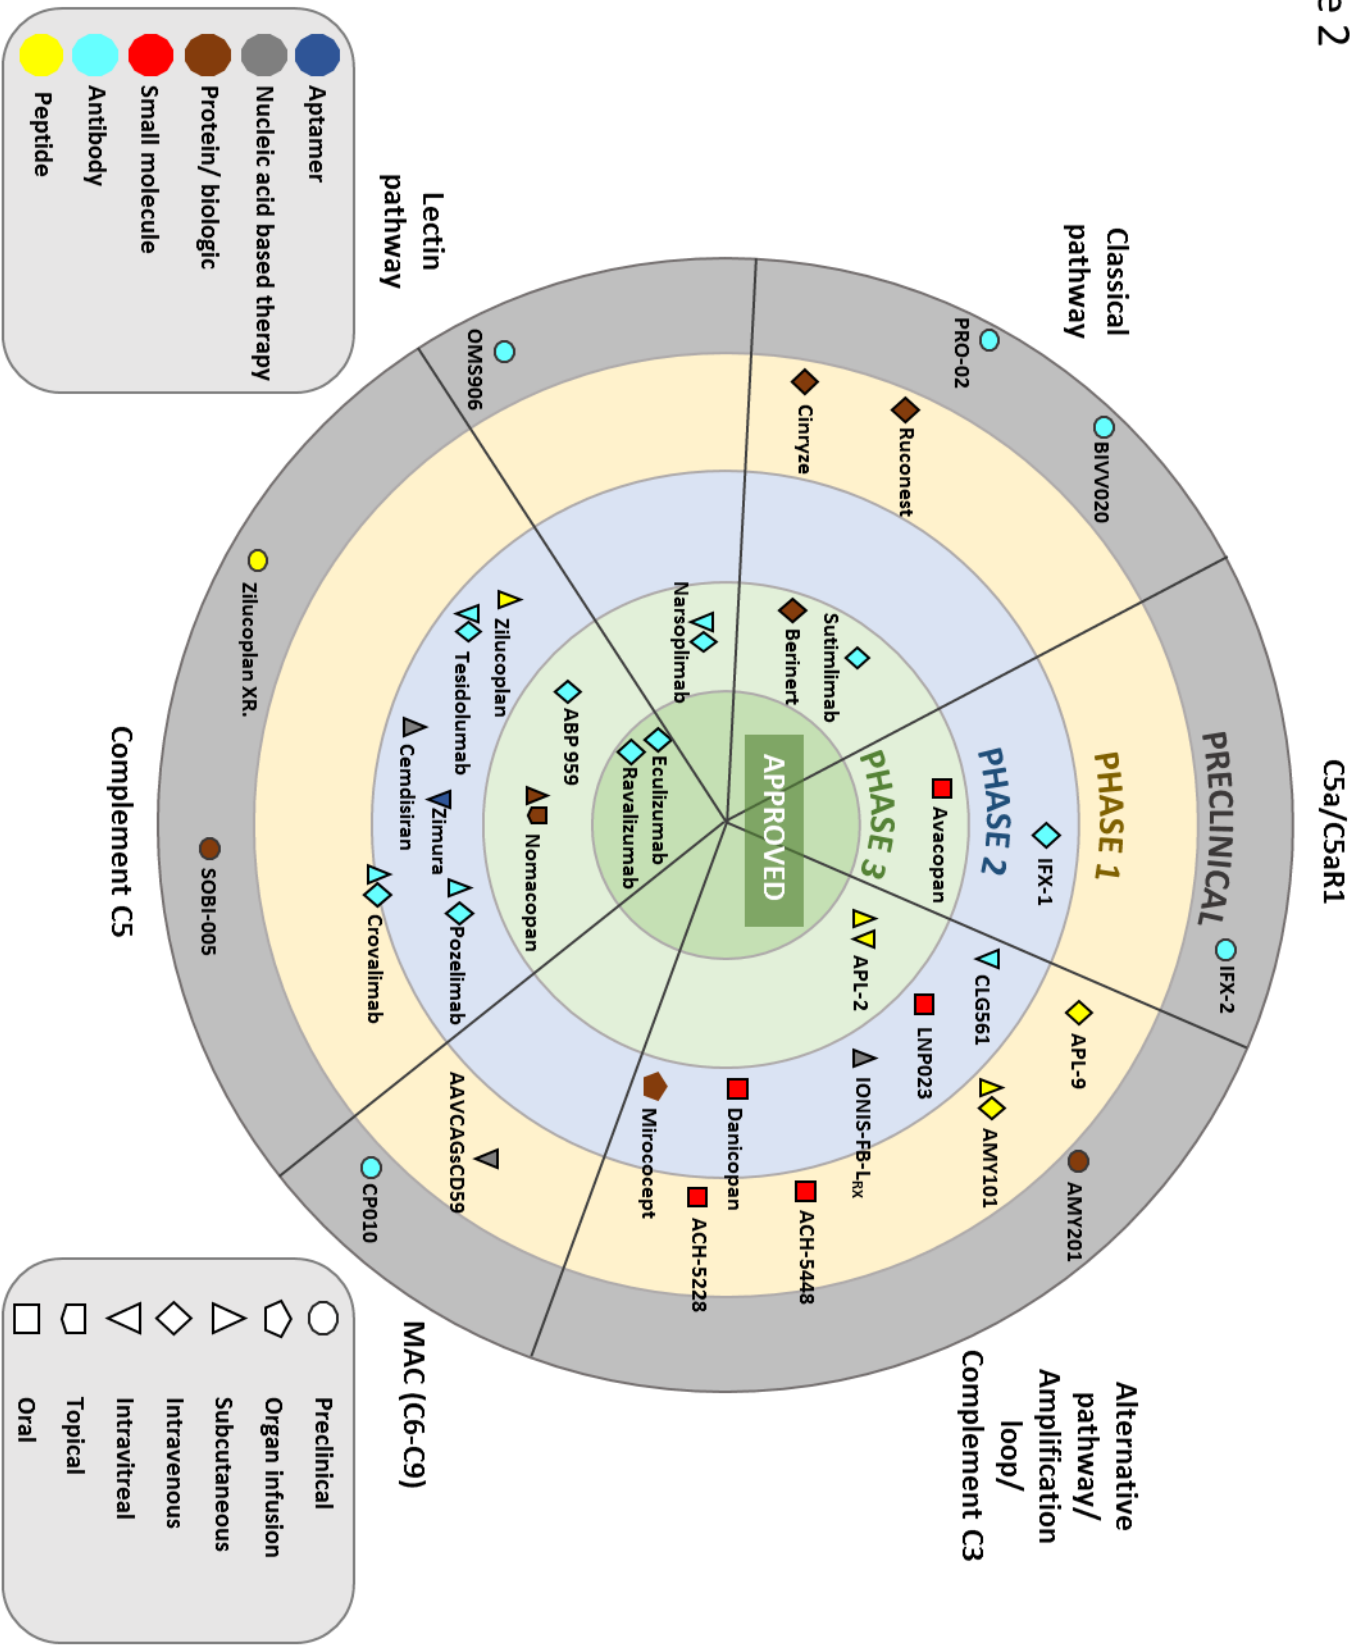 e 2
C5a/C5aR1
Classical
pathway
Alternative
pathway/
Amplification
loop/
Complement C3
PRECLINICAL
IFX-2
PHASE 1
IFX-1
PHASE 2
Avacopan
PHASE 3
APPROVED
BIVV020
PRO-02
Ruconest
Cinryze
Sutimlimab
Berinert
APL-9
AMY201
CLG561
AMY101
LNP023
APL-2
IONIS-FB-LRX
ACH-5448
Danicopan
ACH-5228
Mirococept
Narsoplimab
OMS906
Lectin
pathway
Eculizumab
Ravalizumab
ABP 959
Nomacopan
Zilucoplan
Tesidolumab
Cemdisiran
Zimura
Pozelimab
Crovalimab
Zilucoplan XR.
SOBI-005
Complement C5
AAVCAGsCD59
CP010
MAC (C6-C9)
Aptamer
Nucleic acid based therapy
Protein/ biologic
Small molecule
Antibody
Peptide
Preclinical
Organ infusion
Subcutaneous
Intravenous
Intravitreal
Topical
Oral